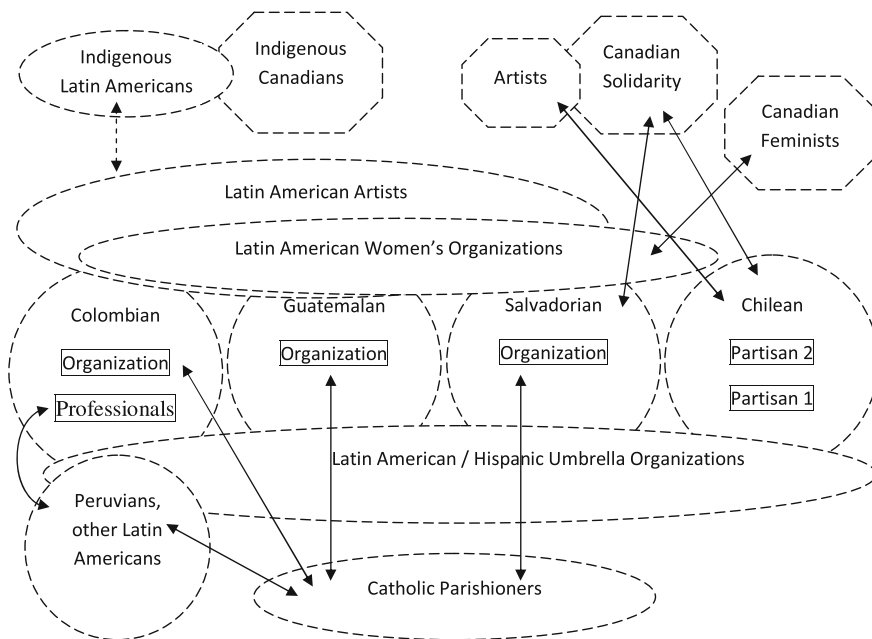 Indigenous
Latin Americans
Indigenous
Canadians
Artists
Canadian
Solidarity
Canadian
Feminists
Latin American Artists
Latin American Women's Organizations
Colombian
Organization
Professionals
Guatemalan
Organization
Salvadorian
Organization
Chilean
Partisan 2
Partisan 1
Latin American / Hispanic Umbrella Organizations
Peruvians,
other Latin
Americans
Catholic Parishioners